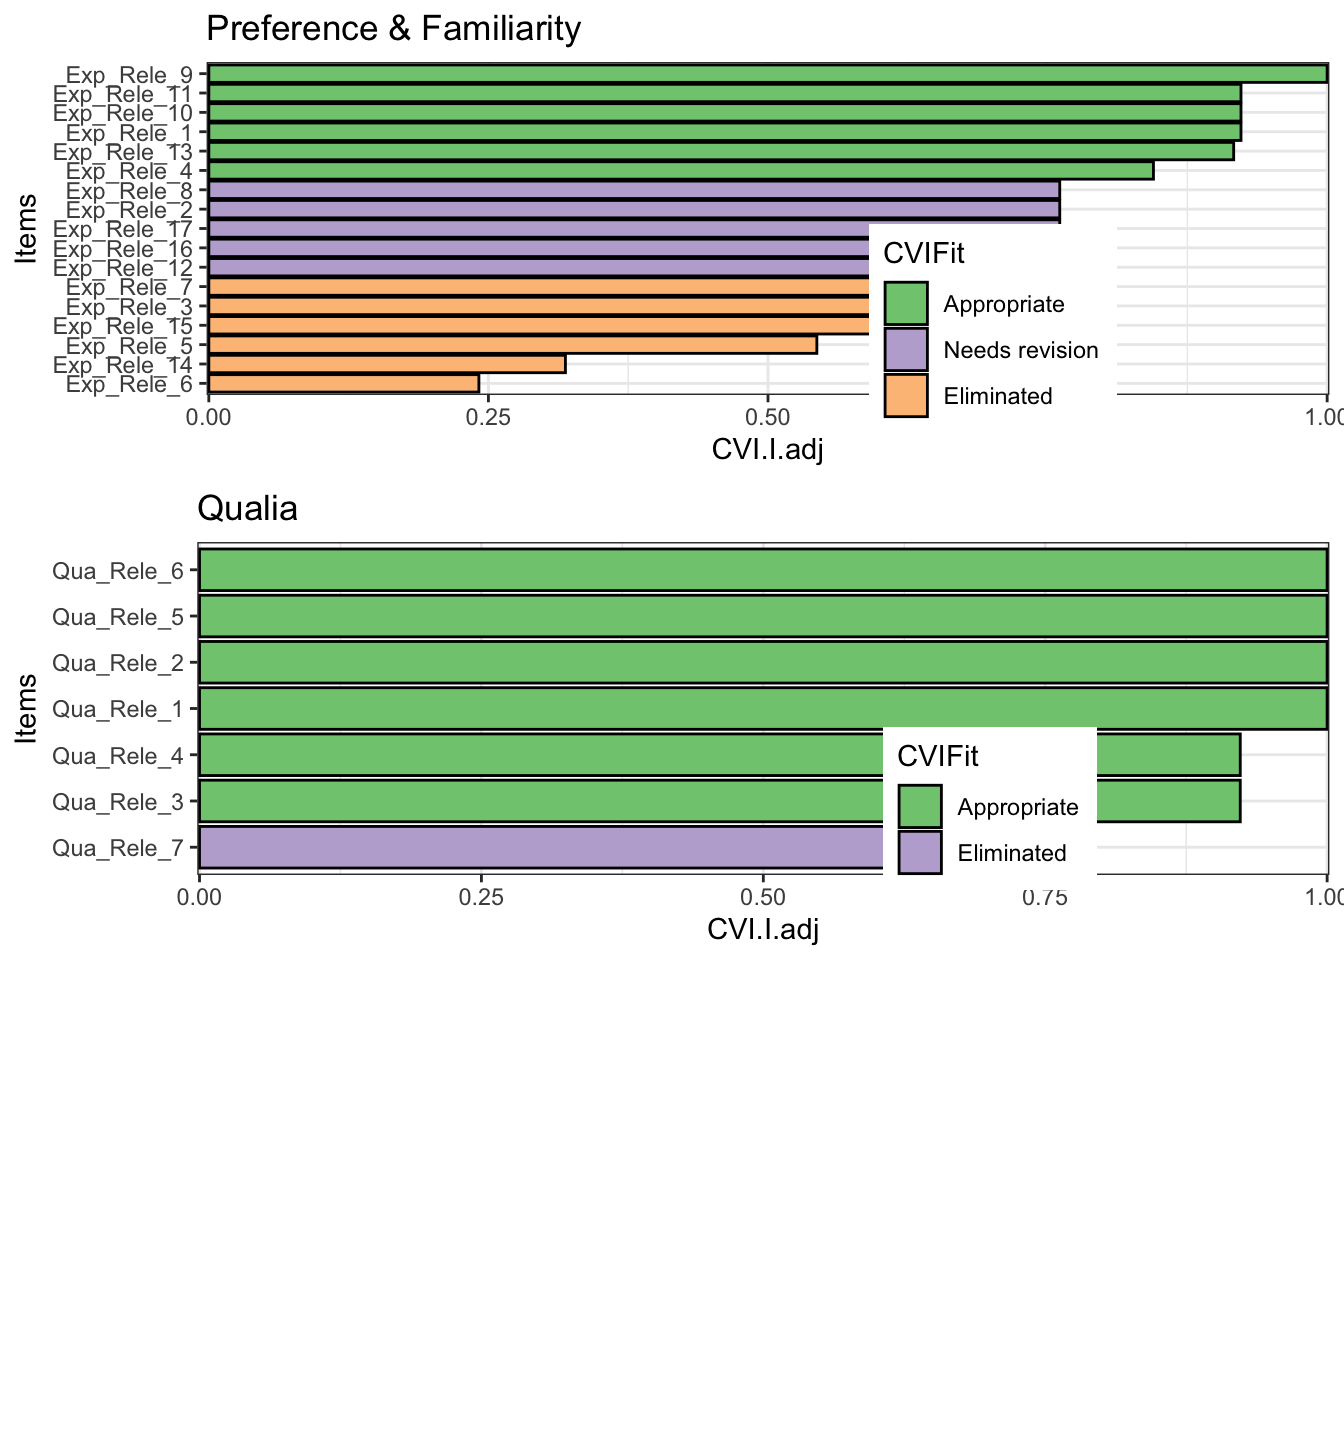 Preference & Familiarity
Exp_Rele_9
Exp_Rele_11
Exp_Rele_10
Exp_Rele_1
Exp_Rele_13
Exp_Rele_4
Exp_Rele_8
Exp_Rele_2
Exp_Rele_17
Exp_Rele_16
Exp_Rele_12
Exp_Rele_7
Exp_Rele_3
Exp_Rele_15
Exp_Rele_5
Exp_Rele_14
Exp_Rele_6
Items
CVIFit
Appropriate
Needs revision
Eliminated
0.00 0.25 0.50 1.00
CVI.I.adj
Qualia
Qua_Rele_6
Qua_Rele_5
Qua_Rele_2
Qua_Rele_1
Qua_Rele_4
Qua_Rele_3
Qua_Rele_7
Items
CVIFit
Appropriate
Eliminated
0.00 0.25 0.50 0.75 1.00
CVI.I.adj